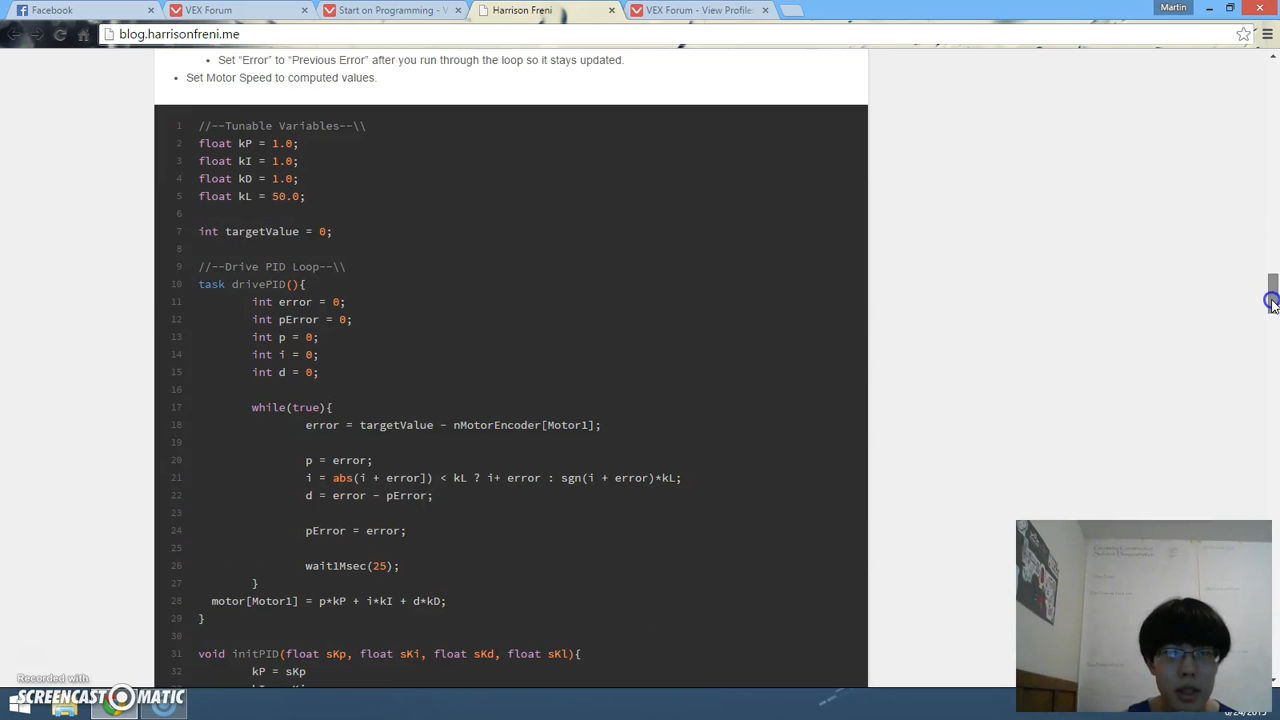 Facebook
VEX Forum
Start on Programming - V
Harrison Freni
VEX Forum - View Profile:
Martin
blog.harrisonfreni.me
Set “Error” to “Previous Error” after you run through the loop so it stays updated.
Set Motor Speed to computed values.
1 //--Tunable Variables--\\
2 float kP = 1.0;
3 float kI = 1.0;
4 float kD = 1.0;
5 float kL = 50.0;
6
7 int targetValue = 0;
8
9 //--Drive PID Loop--\\
10 task drivePID(){
11 int error = 0;
12 int pError = 0;
13 int p = 0;
14 int i = 0;
15 int d = 0;
16
17 while(true){
18 error = targetValue - nMotorEncoder[Motor1];
19
20 p = error;
21 i = abs(i + error]) < kL ? i+ error : sgn(i + error)*kL;
22 d = error - pError;
23
24 pError = error;
25
26 wait1Msec(25);
27 }
28 motor[Motor1] = p*kP + i*kI + d*kD;
29 }
30
31 void initPID(float sKp, float sKi, float sKd, float sKl){
32 kP = sKp
Recorded with
SCREENCAST-O-MATIC